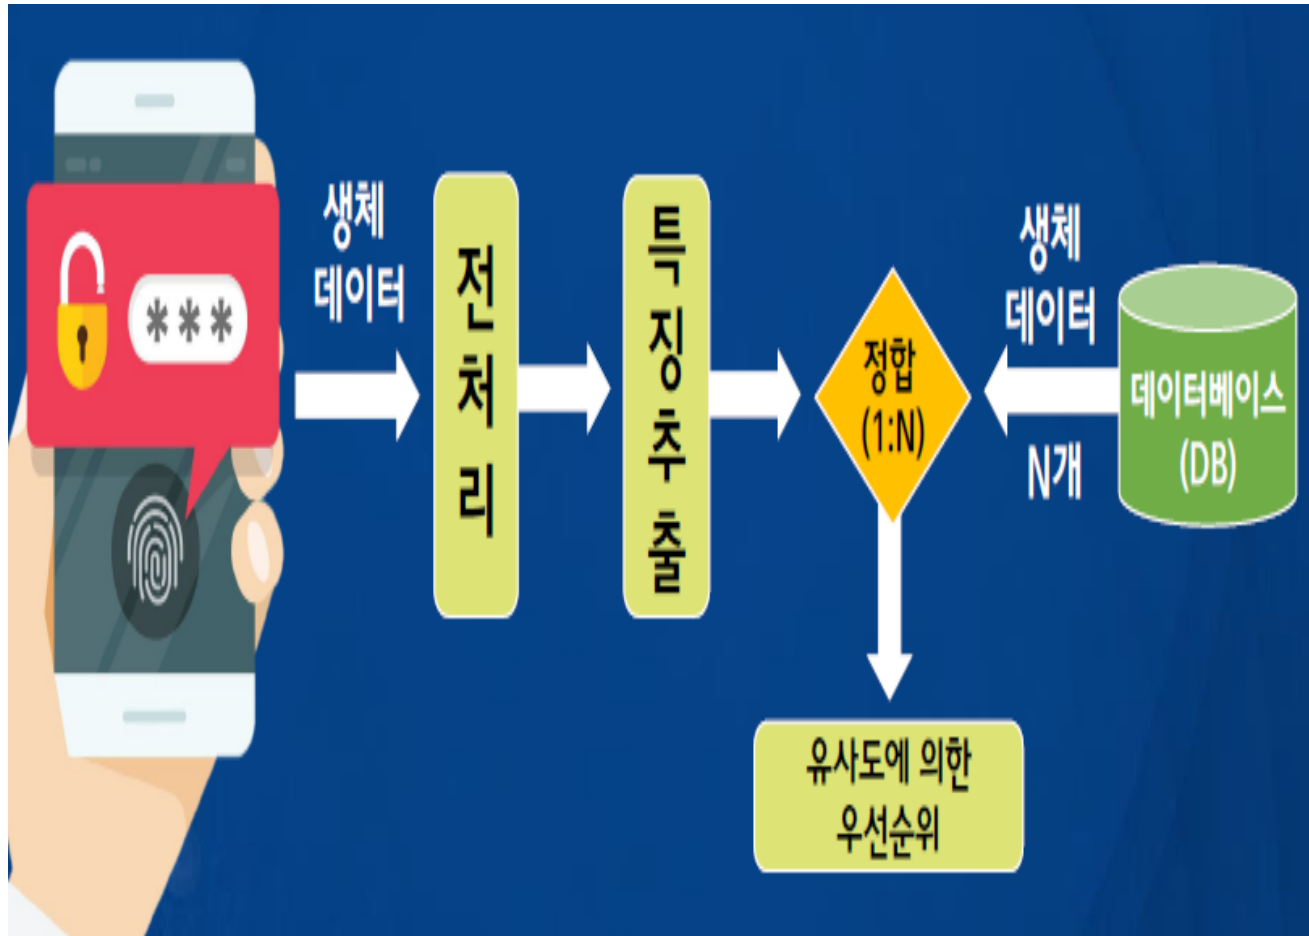 생체
데이터
전처리
특징추출
정합
(1:N)
생체
데이터
N개
데이터베이스
(DB)
유사도에 의한
우선순위
***